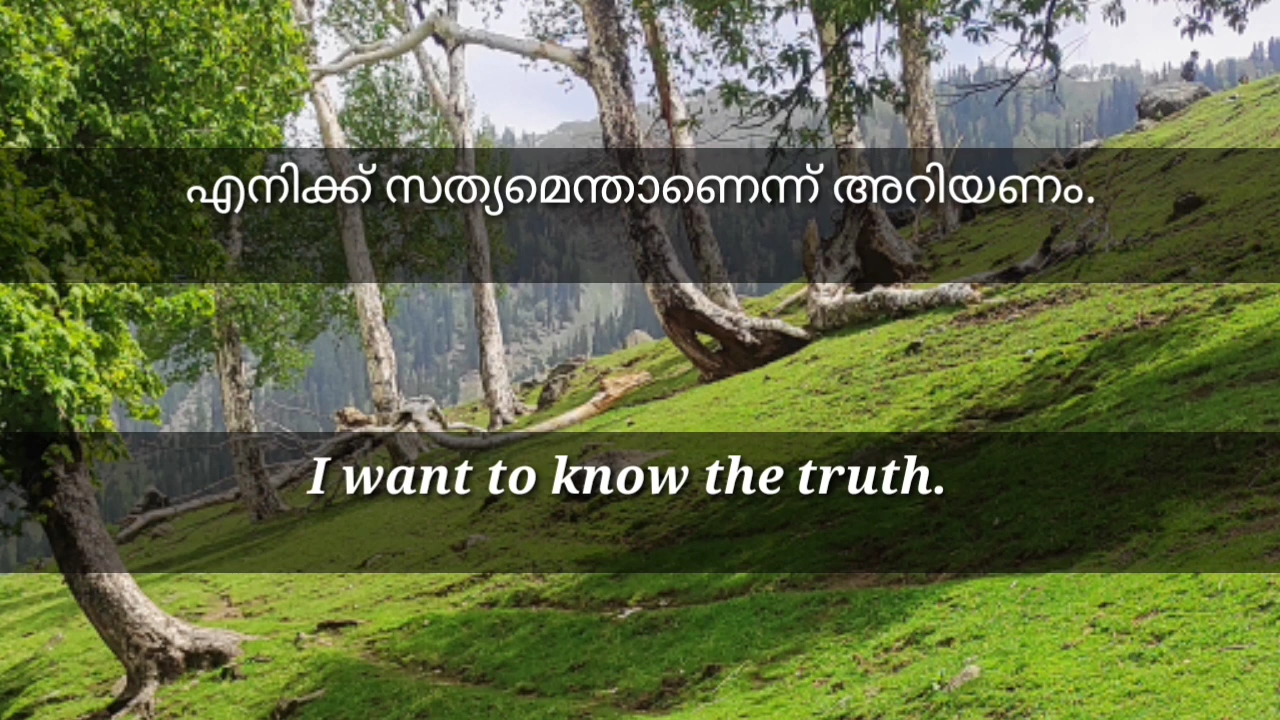 എനിക്ക് സത്യമെന്താണെന്ന് അറിയണം.
I want to know the truth.